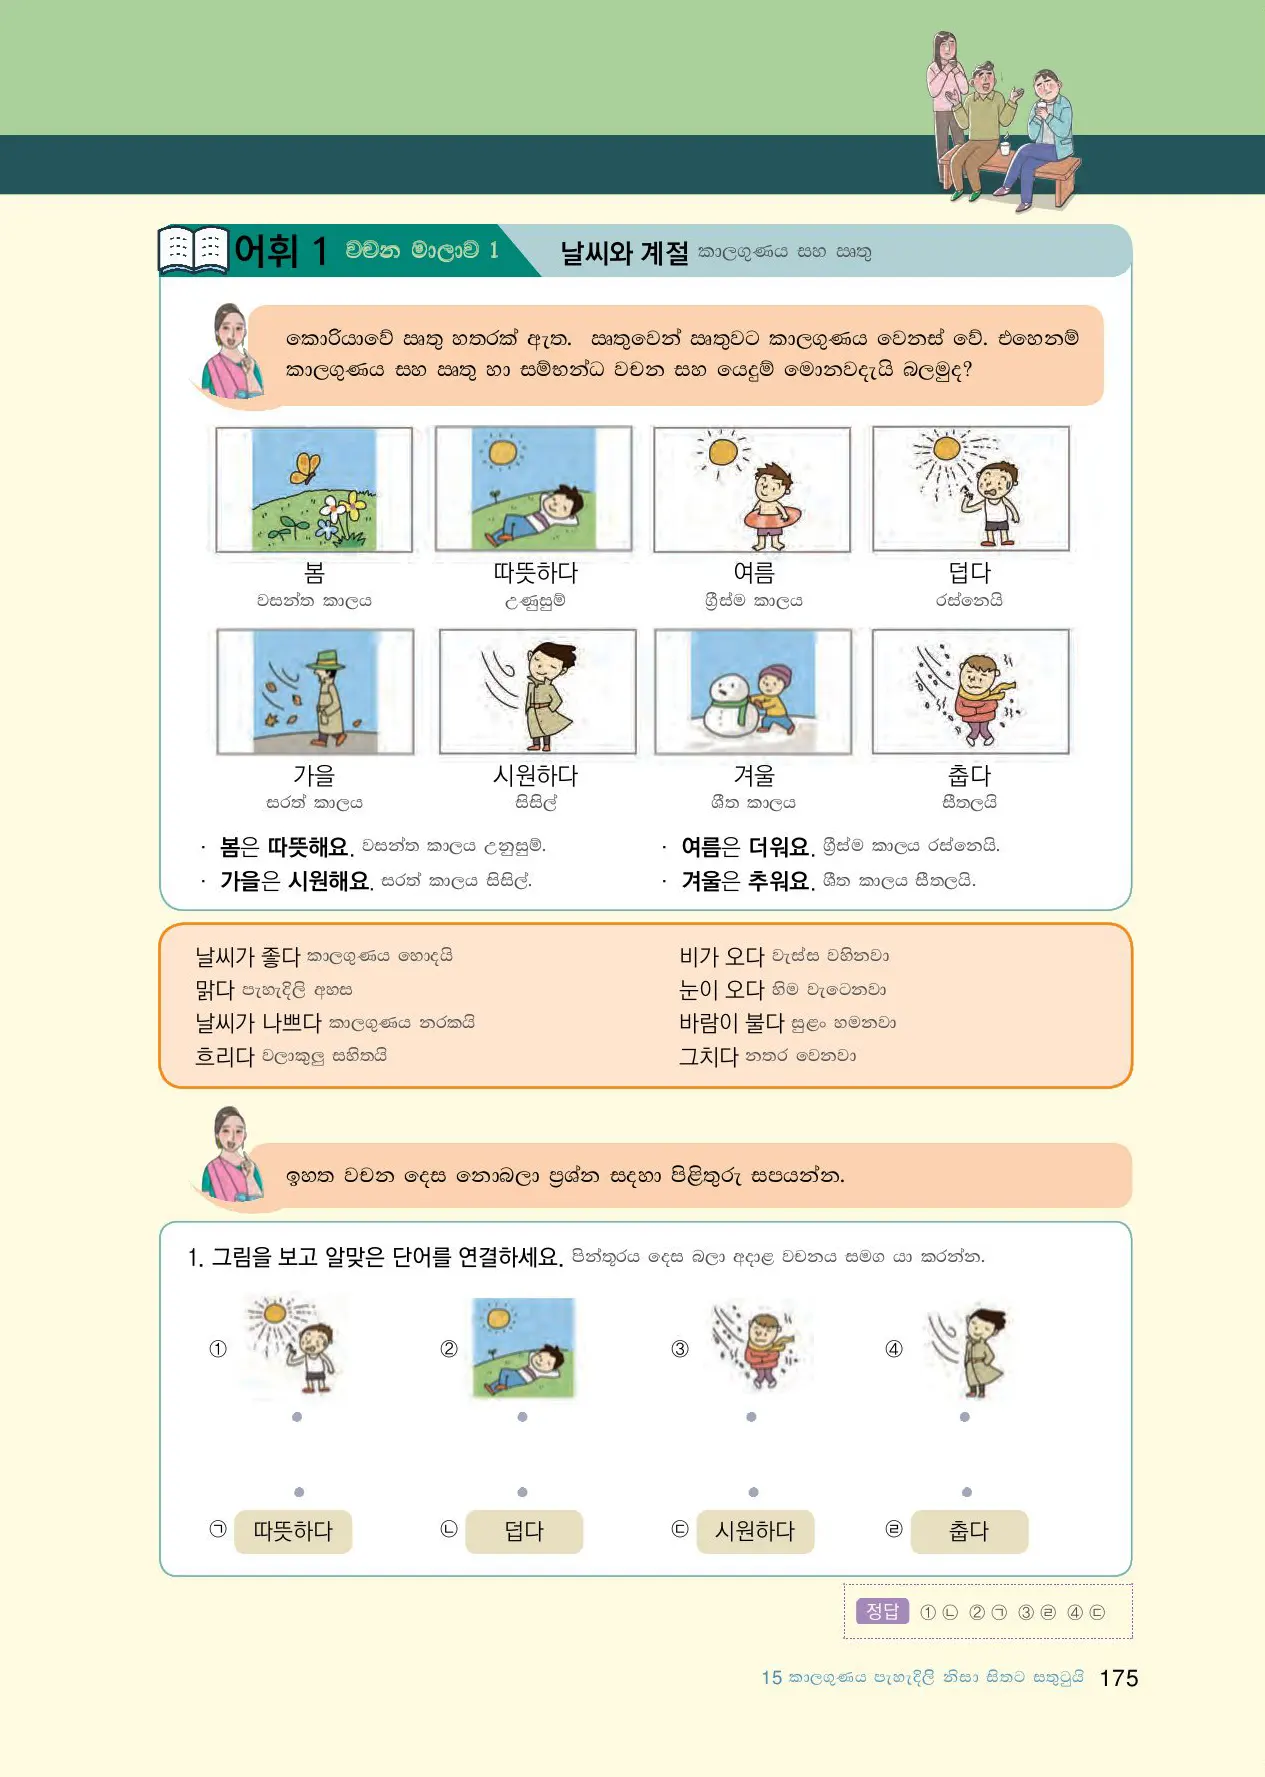 어휘 1 වචන මාලාව 1
날씨와 계절 කාලගුණය සහ ඍතු
කොරියාවේ ඍතු හතරක් ඇත. ඍතුවෙන් ඍතුවට කාලගුණය වෙනස් වේ. එහෙනම්
කාලගුණය සහ ඍතු හා සම්භන්ධ වචන සහ යෙදුම් මොනවදැයි බලමුද?
봄 따뜻하다 여름 덥다
වසන්ත කාලය උණුසුම් ග්‍රීස්ම කාලය රස්නෙයි
가을 시원하다 겨울 춥다
සරත් කාලය සිසිල් ශීත කාලය සීතලයි
· 봄은 따뜻해요. වසන්ත කාලය උනුසුම්.
· 여름은 더워요. ග්‍රීස්ම කාලය රස්නෙයි.
· 가을은 시원해요. සරත් කාලය සිසිල්.
· 겨울은 추워요. ශීත කාලය සීතලයි.
날씨가 좋다 කාලගුණය හොදයි
맑다 පැහැදිලි අහස
날씨가 나쁘다 කාලගුණය නරකයි
흐리다 වලාකුලු සහිතයි
비가 오다 වැස්ස වහිනවා
눈이 오다 හිම වැටෙනවා
바람이 불다 සුළං හමනවා
그치다 නතර වෙනවා
ඉහත වචන දෙස නොබලා ප්‍රශ්න සදහා පිළිතුරු සපයන්න.
1. 그림을 보고 알맞은 단어를 연결하세요. පින්තූරය දෙස බලා අදාළ වචනය සමග යා කරන්න.
① ② ③ ④
㉠ 따뜻하다 ㉡ 덥다 ㉢ 시원하다 ㉣ 춥다
정답 ① ㉡ ② ㉠ ③ ㉣ ④ ㉢
15 කාලගුණය පැහැදිලි නිසා සිතට සතුටුයි 175